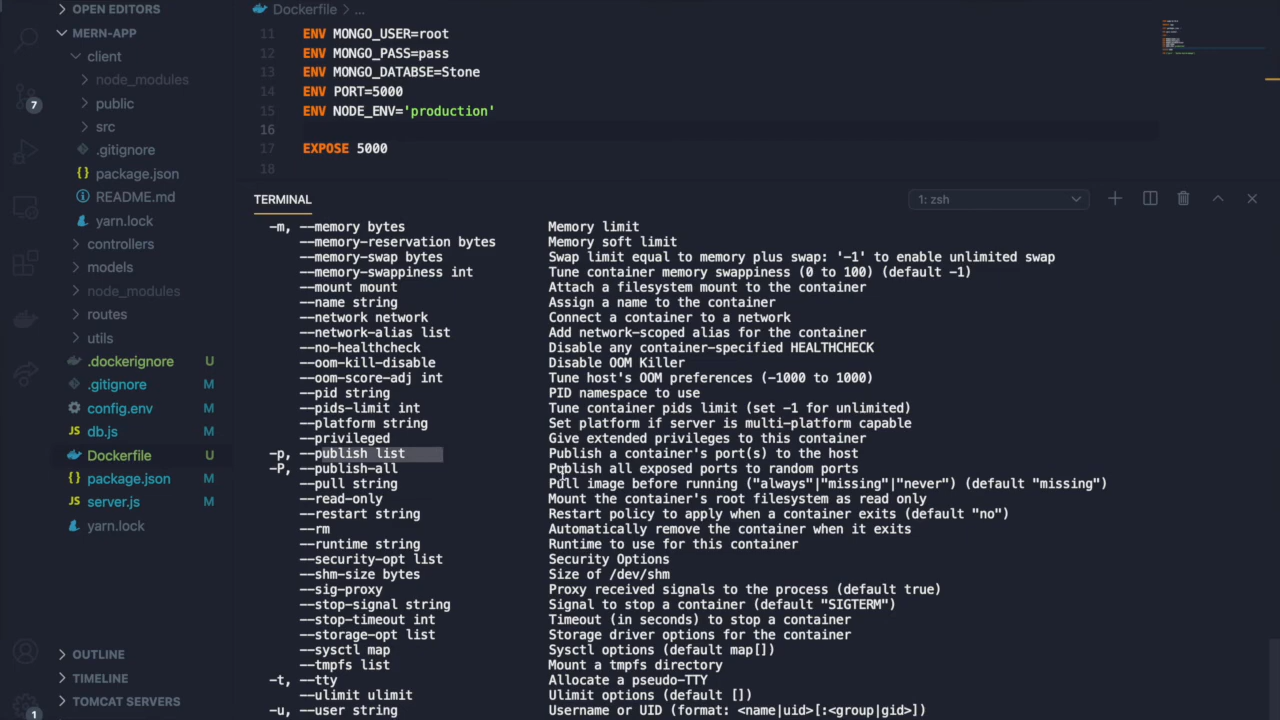 OPEN EDITORS
MERN-APP
client
node_modules
public
src
.gitignore
package.json
README.md
yarn.lock
controllers
models
node_modules
routes
utils
.dockerignore U
.gitignore M
config.env M
db.js M
Dockerfile U
package.json M
server.js M
yarn.lock
OUTLINE
TIMELINE
TOMCAT SERVERS
7
1
Dockerfile > ...
11 ENV MONGO_USER=root
12 ENV MONGO_PASS=pass
13 ENV MONGO_DATABSE=Stone
14 ENV PORT=5000
15 ENV NODE_ENV='production'
16
17 EXPOSE 5000
18
TERMINAL 1: zsh
-m, --memory bytes Memory limit
--memory-reservation bytes Memory soft limit
--memory-swap bytes Swap limit equal to memory plus swap: '-1' to enable unlimited swap
--memory-swappiness int Tune container memory swappiness (0 to 100) (default -1)
--mount mount Attach a filesystem mount to the container
--name string Assign a name to the container
--network network Connect a container to a network
--network-alias list Add network-scoped alias for the container
--no-healthcheck Disable any container-specified HEALTHCHECK
--oom-kill-disable Disable OOM Killer
--oom-score-adj int Tune host's OOM preferences (-1000 to 1000)
--pid string PID namespace to use
--pids-limit int Tune container pids limit (set -1 for unlimited)
--platform string Set platform if server is multi-platform capable
--privileged Give extended privileges to this container
-p, --publish list Publish a container's port(s) to the host
-P, --publish-all Publish all exposed ports to random ports
--pull string Pull image before running ("always"|"missing"|"never") (default "missing")
--read-only Mount the container's root filesystem as read only
--restart string Restart policy to apply when a container exits (default "no")
--rm Automatically remove the container when it exits
--runtime string Runtime to use for this container
--security-opt list Security Options
--shm-size bytes Size of /dev/shm
--sig-proxy Proxy received signals to the process (default true)
--stop-signal string Signal to stop a container (default "SIGTERM")
--stop-timeout int Timeout (in seconds) to stop a container
--storage-opt list Storage driver options for the container
--sysctl map Sysctl options (default map[])
--tmpfs list Mount a tmpfs directory
-t, --tty Allocate a pseudo-TTY
--ulimit ulimit Ulimit options (default [])
-u, --user string Username or UID (format: <name|uid>[:<group|gid>])